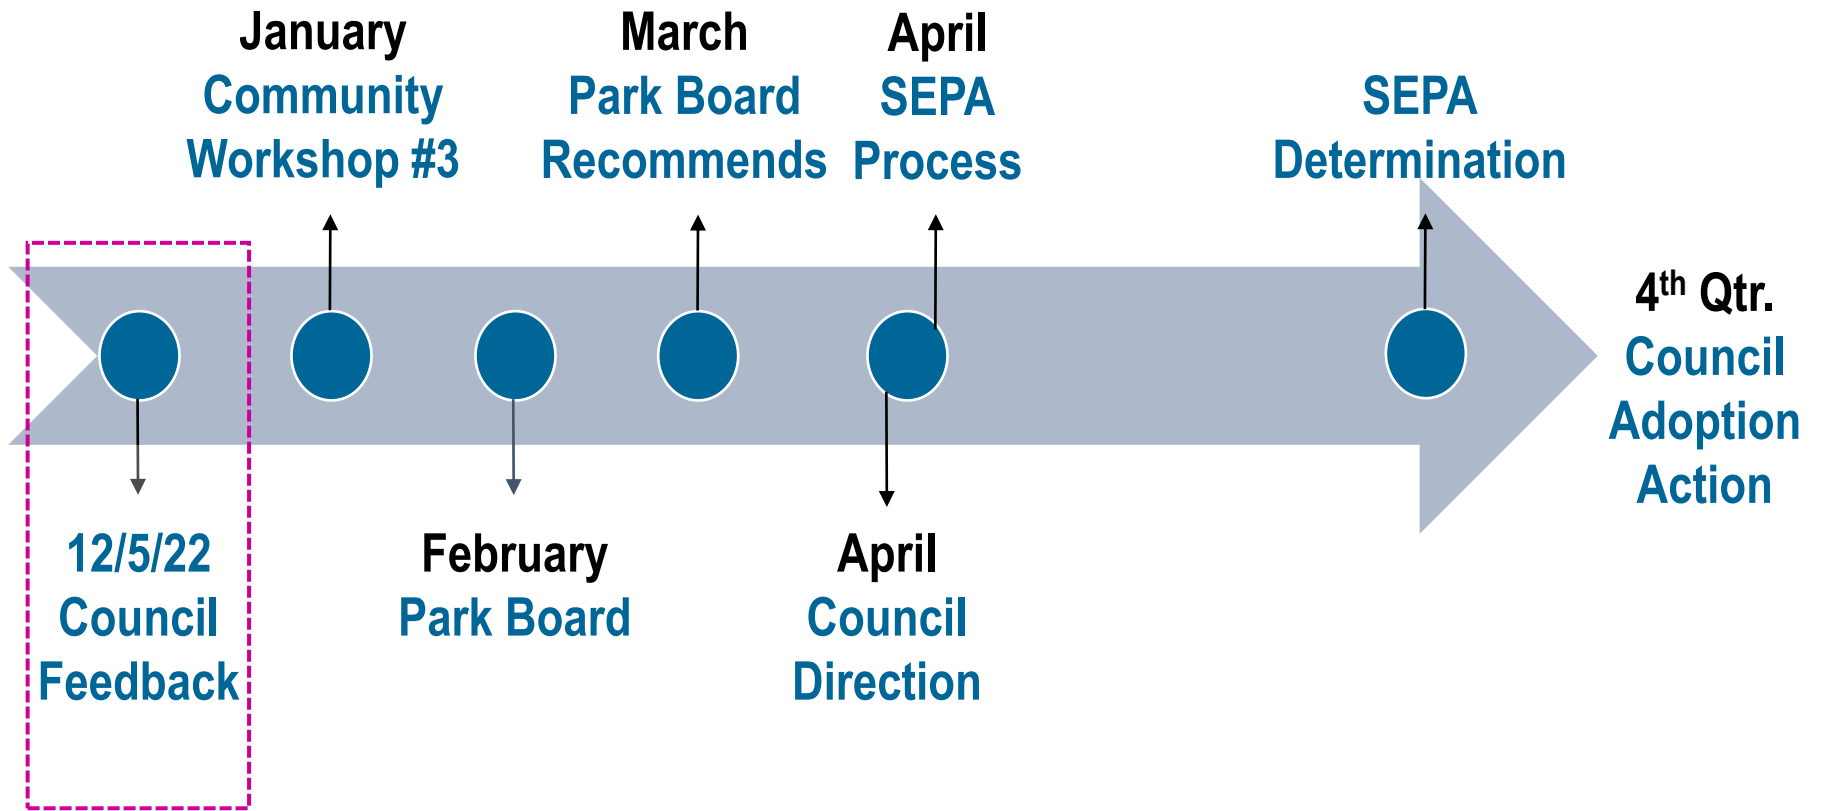 January
Community
Workshop #3
March
Park Board
Recommends
April
SEPA
Process
SEPA
Determination
4th Qtr.
Council
Adoption
Action
12/5/22
Council
Feedback
February
Park Board
April
Council
Direction